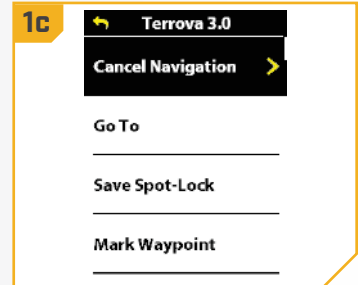 1c
Terrova 3.0
Cancel Navigation
Go To
Save Spot-Lock
Mark Waypoint